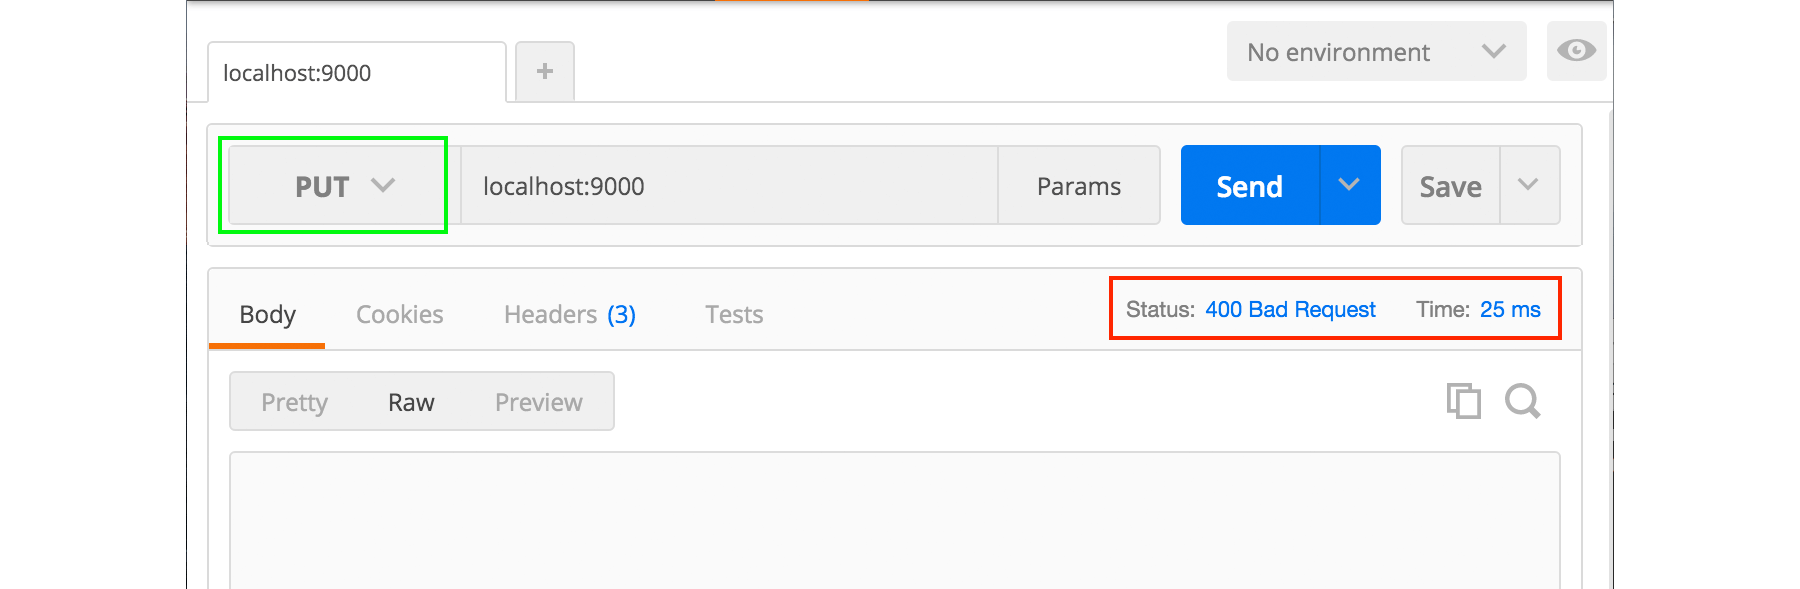 localhost:9000 + No environment
PUT localhost:9000 Params Send Save
Body Cookies Headers (3) Tests Status: 400 Bad Request Time: 25 ms
Pretty Raw Preview